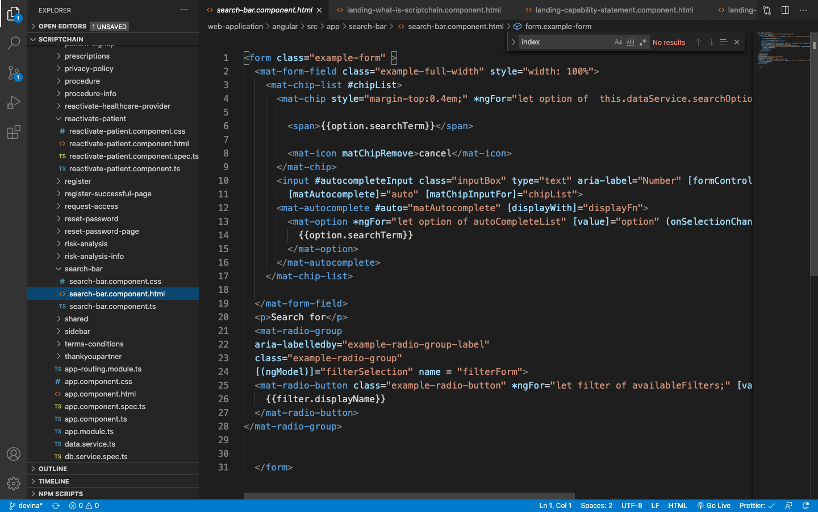 EXPLORER
OPEN EDITORS 1 UNSAVED
SCRIPTCHAIN
prescriptions
privacy-policy
procedure
procedure-info
reactivate-healthcare-provider
reactivate-patient
# reactivate-patient.component.css
<> reactivate-patient.component.html
TS reactivate-patient.component.spec.ts
TS reactivate-patient.component.ts
register
register-successful-page
request-access
reset-password
reset-password-page
risk-analysis
risk-analysis-info
search-bar
# search-bar.component.css
<> search-bar.component.html
TS search-bar.component.ts
shared
sidebar
terms-conditions
thankyoupartner
TS app-routing.module.ts
# app.component.css
<> app.component.html
TS app.component.spec.ts
TS app.component.ts
TS app.module.ts
TS data.service.ts
TS db.service.spec.ts
OUTLINE
TIMELINE
NPM SCRIPTS
1
1
<> search-bar.component.html
<> landing-what-is-scriptchain.component.html
<> landing-capability-statement.component.html
<> landing-
web-application > angular > src > app > search-bar > <> search-bar.component.html > form.example-form
index Aa Abl .* No results
1 <form class="example-form" >
2 <mat-form-field class="example-full-width" style="width: 100%">
3 <mat-chip-list #chipList>
4 <mat-chip style="margin-top:0.4em;" *ngFor="let option of  this.dataService.searchOptio
5
6 <span>{{option.searchTerm}}</span>
7
8 <mat-icon matChipRemove>cancel</mat-icon>
9 </mat-chip>
10 <input #autocompleteInput class="inputBox" type="text" aria-label="Number" [formControl
11 [matAutocomplete]="auto" [matChipInputFor]="chipList">
12 <mat-autocomplete #auto="matAutocomplete" [displayWith]="displayFn">
13 <mat-option *ngFor="let option of autoCompleteList" [value]="option" (onSelectionChan
14 {{option.searchTerm}}
15 </mat-option>
16 </mat-autocomplete>
17 </mat-chip-list>
18
19 </mat-form-field>
20 <p>Search for</p>
21 <mat-radio-group
22 aria-labelledby="example-radio-group-label"
23 class="example-radio-group"
24 [(ngModel)]="filterSelection" name = "filterForm">
25 <mat-radio-button class="example-radio-button" *ngFor="let filter of availableFilters;" [va
26 {{filter.displayName}}
27 </mat-radio-button>
28 </mat-radio-group>
29
30
31 </form>
devina* 0 0 Ln 1, Col 1 Spaces: 2 UTF-8 LF HTML Go Live Prettier: ✓